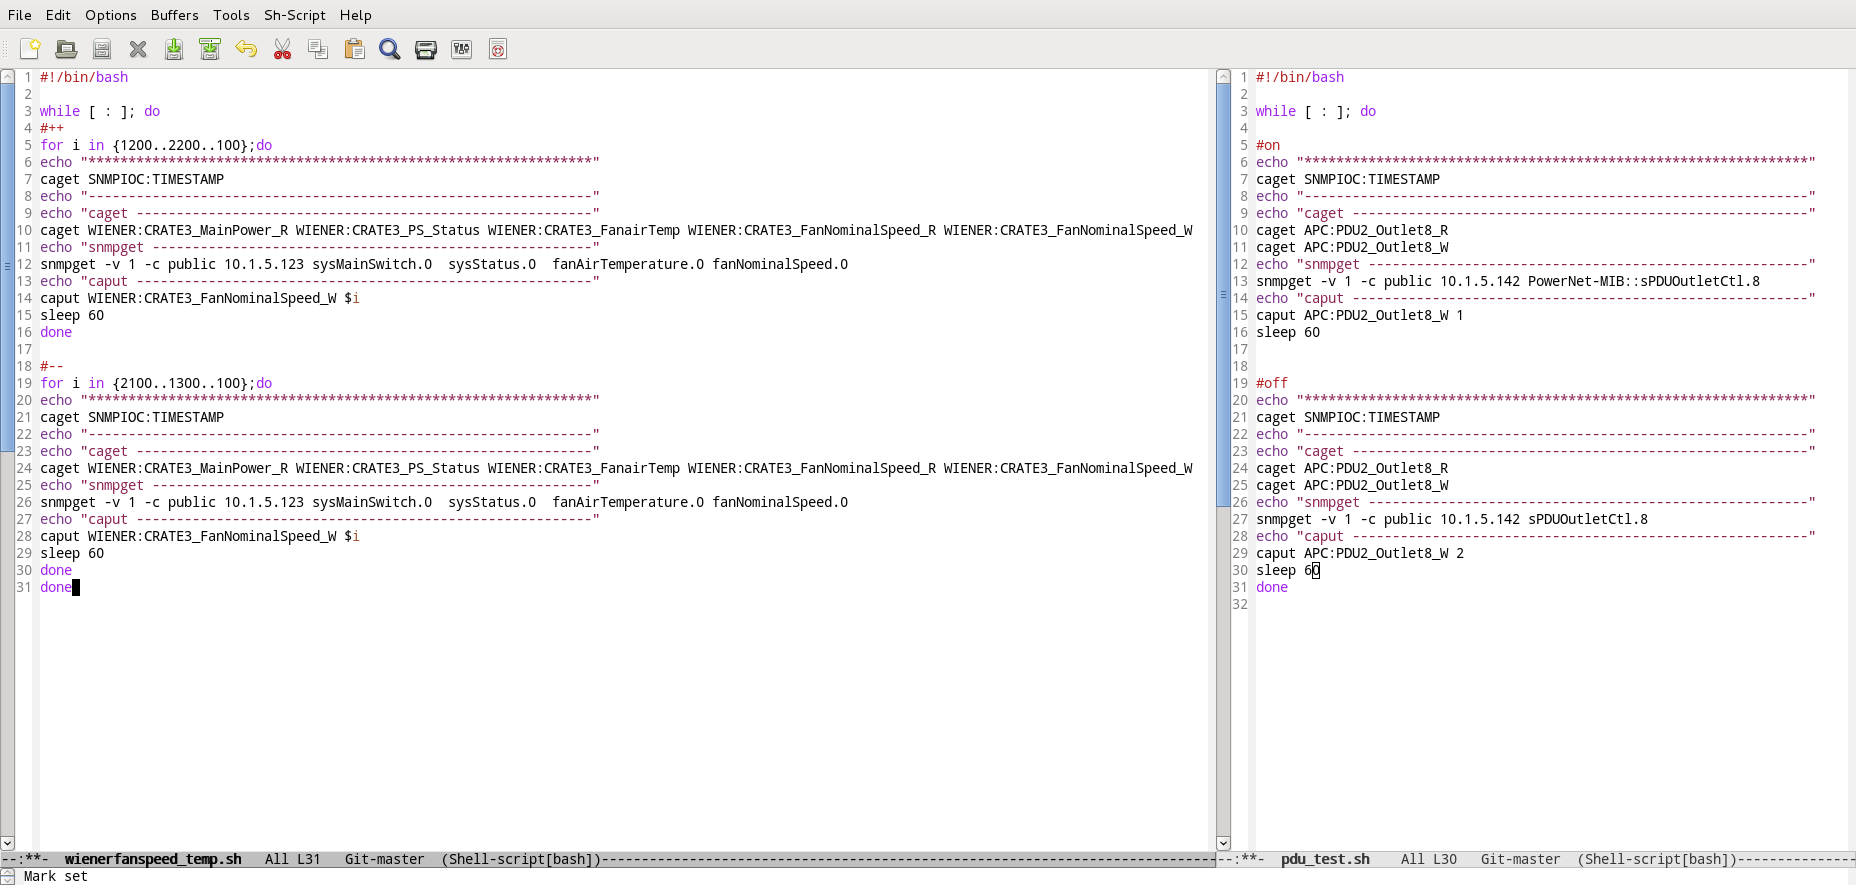 File Edit Options Buffers Tools Sh-Script Help
1 #!/bin/bash
2
3 while [ : ]; do
4 #++
5 for i in {1200..2200..100};do
6 echo "***************************************************************"
7 caget SNMPIOC:TIMESTAMP
8 echo "---------------------------------------------------------------"
9 echo "caget ---------------------------------------------------------"
10 caget WIENER:CRATE3_MainPower_R WIENER:CRATE3_PS_Status WIENER:CRATE3_FanairTemp WIENER:CRATE3_FanNominalSpeed_R WIENER:CRATE3_FanNominalSpeed_W
11 echo "snmpget -------------------------------------------------------"
12 snmpget -v 1 -c public 10.1.5.123 sysMainSwitch.0  sysStatus.0  fanAirTemperature.0 fanNominalSpeed.0
13 echo "caput ---------------------------------------------------------"
14 caput WIENER:CRATE3_FanNominalSpeed_W $i
15 sleep 60
16 done
17
18 #--
19 for i in {2100..1300..100};do
20 echo "***************************************************************"
21 caget SNMPIOC:TIMESTAMP
22 echo "---------------------------------------------------------------"
23 echo "caget ---------------------------------------------------------"
24 caget WIENER:CRATE3_MainPower_R WIENER:CRATE3_PS_Status WIENER:CRATE3_FanairTemp WIENER:CRATE3_FanNominalSpeed_R WIENER:CRATE3_FanNominalSpeed_W
25 echo "snmpget -------------------------------------------------------"
26 snmpget -v 1 -c public 10.1.5.123 sysMainSwitch.0  sysStatus.0  fanAirTemperature.0 fanNominalSpeed.0
27 echo "caput ---------------------------------------------------------"
28 caput WIENER:CRATE3_FanNominalSpeed_W $i
29 sleep 60
30 done
31 done
--:**-  wienerfanspeed_temp.sh   All L31   Git-master  (Shell-script[bash])-----------------------------------------------------------------------------
1 #!/bin/bash
2
3 while [ : ]; do
4
5 #on
6 echo "***************************************************************"
7 caget SNMPIOC:TIMESTAMP
8 echo "---------------------------------------------------------------"
9 echo "caget ---------------------------------------------------------"
10 caget APC:PDU2_Outlet8_R
11 caget APC:PDU2_Outlet8_W
12 echo "snmpget -------------------------------------------------------"
13 snmpget -v 1 -c public 10.1.5.142 PowerNet-MIB::sPDUOutletCtl.8
14 echo "caput ---------------------------------------------------------"
15 caput APC:PDU2_Outlet8_W 1
16 sleep 60
17
18
19 #off
20 echo "***************************************************************"
21 caget SNMPIOC:TIMESTAMP
22 echo "---------------------------------------------------------------"
23 echo "caget ---------------------------------------------------------"
24 caget APC:PDU2_Outlet8_R
25 caget APC:PDU2_Outlet8_W
26 echo "snmpget -------------------------------------------------------"
27 snmpget -v 1 -c public 10.1.5.142 sPDUOutletCtl.8
28 echo "caput ---------------------------------------------------------"
29 caput APC:PDU2_Outlet8_W 2
30 sleep 60
31 done
32
--:**-  pdu_test.sh    All L30   Git-master  (Shell-script[bash])---------------
Mark set